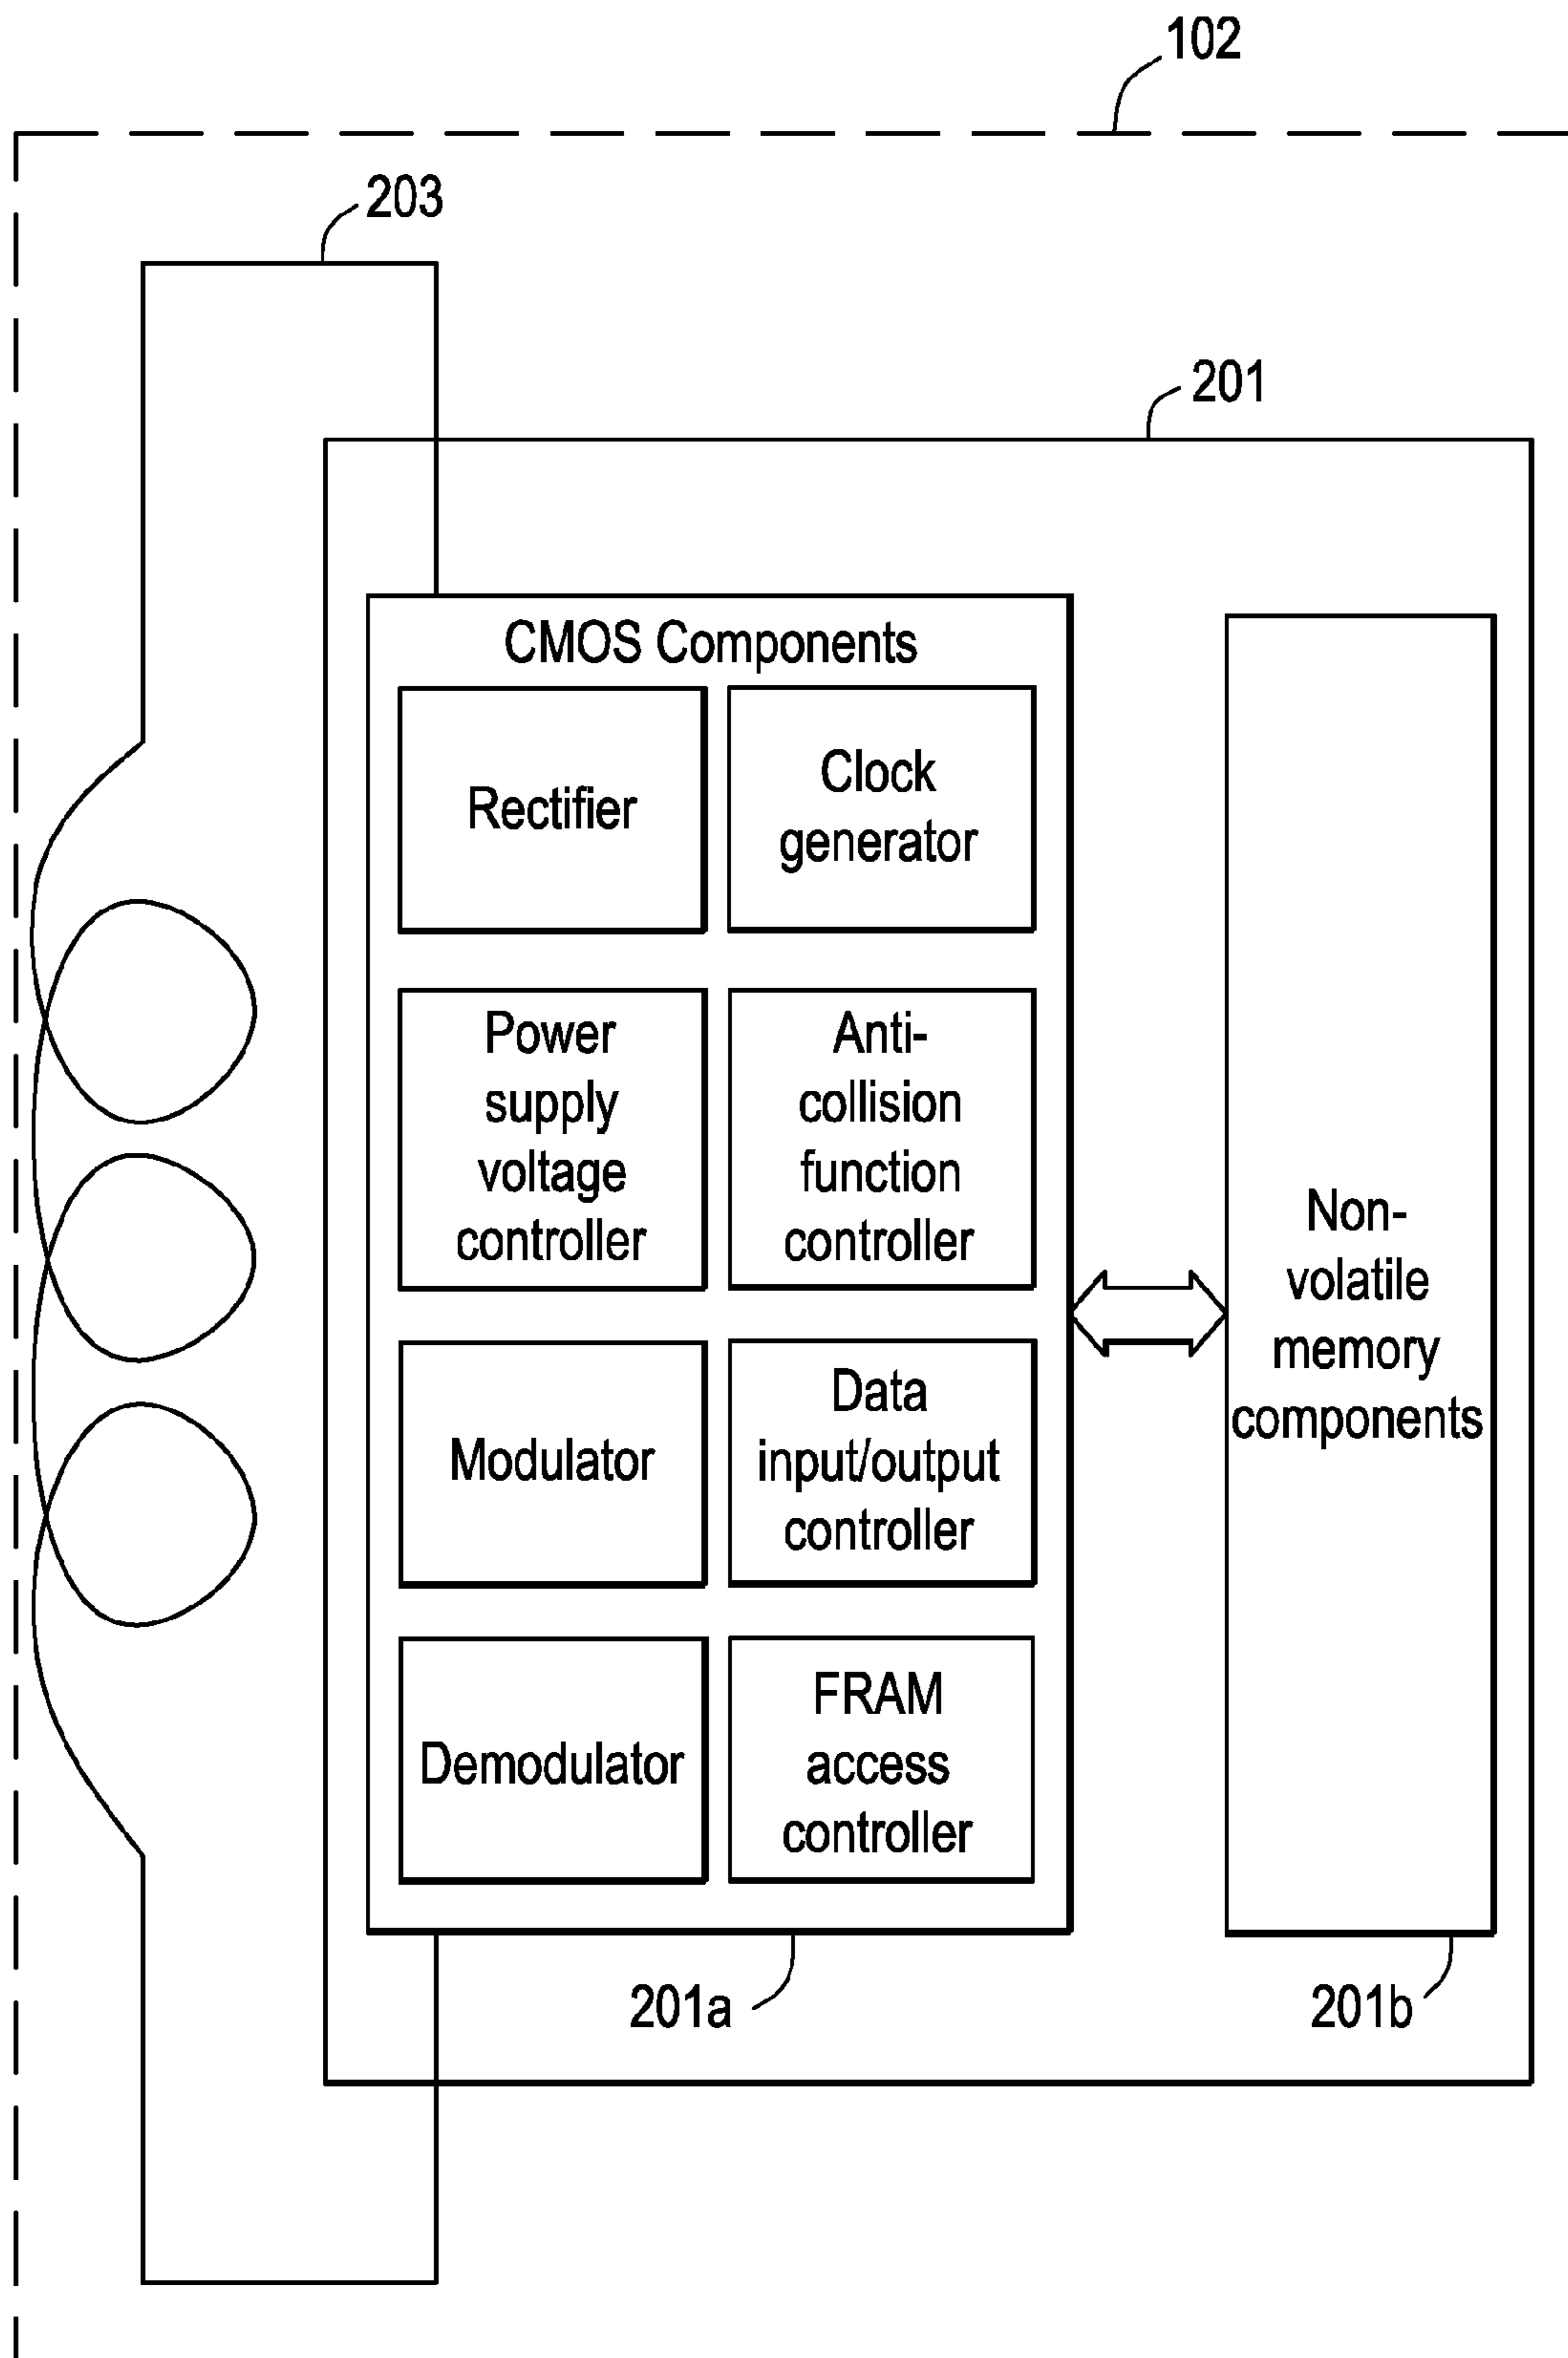 102
203
201
CMOS Components
Rectifier
Clock
generator
Power
supply
voltage
controller
Anti-
collision
function
controller
Modulator
Data
input/output
controller
Demodulator
FRAM
access
controller
Non-
volatile
memory
components
201a
201b